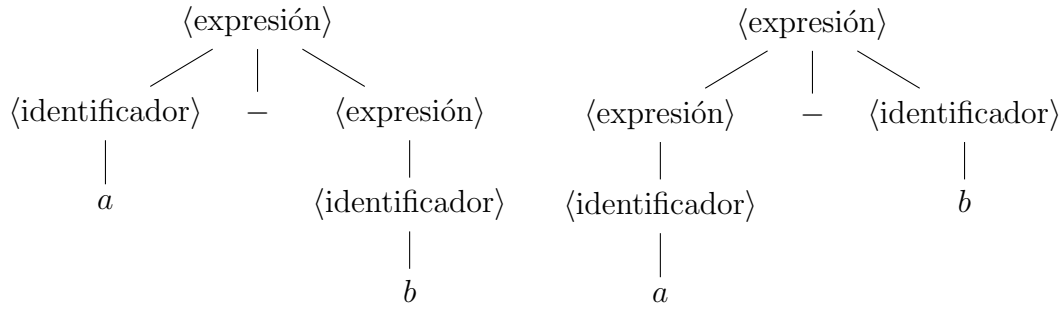 ⟨expresión⟩ ⟨expresión⟩
⟨identificador⟩ − ⟨expresión⟩ ⟨expresión⟩ − ⟨identificador⟩
a ⟨identificador⟩ ⟨identificador⟩ b
b a